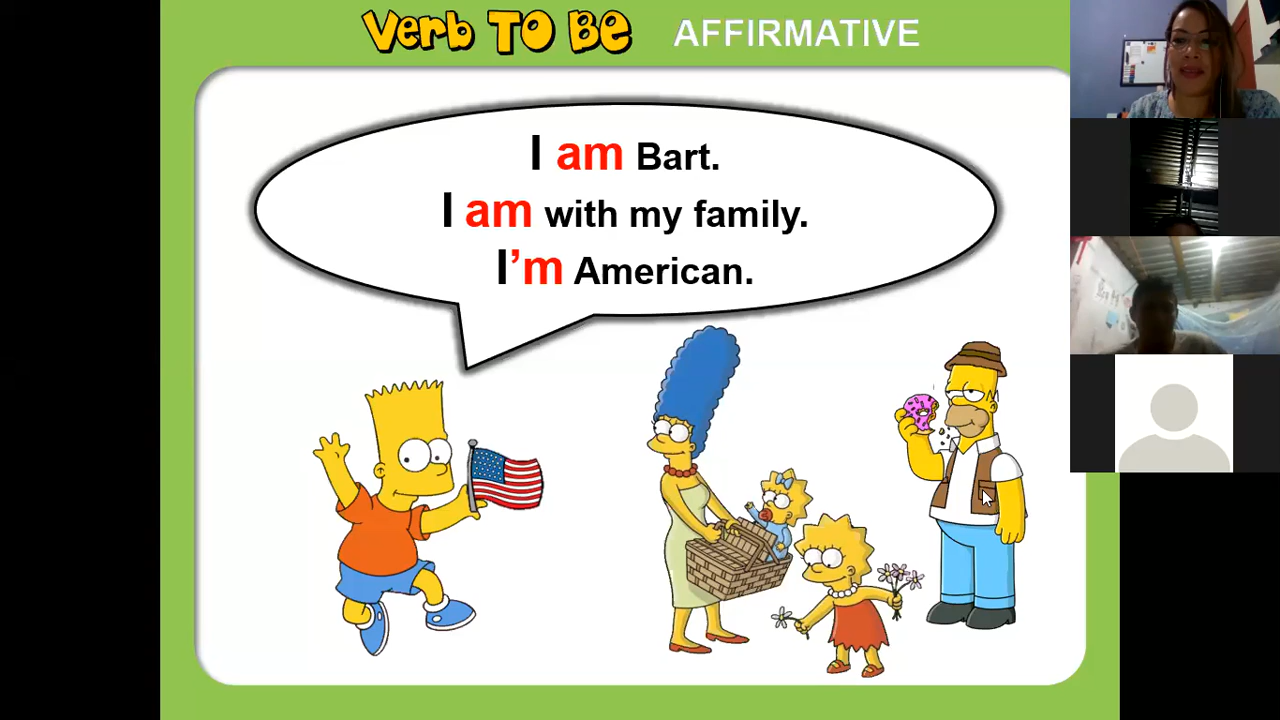 Verb TO BE AFFIRMATIVE
I am Bart.
I am with my family.
I’m American.